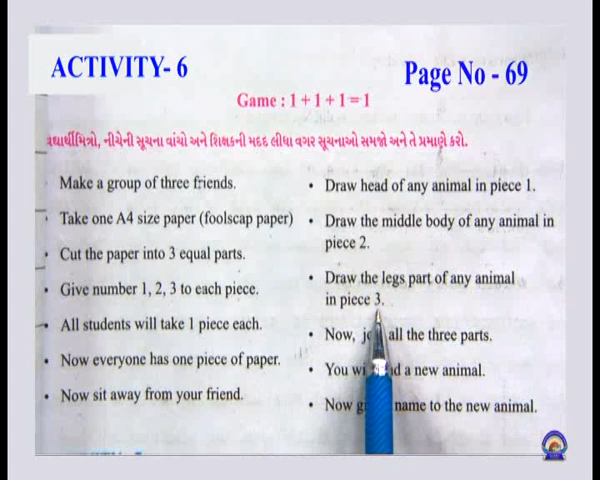 ACTIVITY- 6
Page No - 69
Game : 1 + 1 + 1 = 1
નીચેની સૂચના વાંચો અને શિક્ષકની મદદ લીધા વગર સૂચનાઓ સમજો અને તે પ્રમાણે કરો.
Make a group of three friends.
Take one A4 size paper (foolscap paper)
• Cut the paper into 3 equal parts.
• Give number 1, 2, 3 to each piece.
• All students will take 1 piece each.
• Now everyone has one piece of paper.
• Now sit away from your friend.
• Draw head of any animal in piece 1.
• Draw the middle body of any animal in
piece 2.
• Draw the legs part of any animal
in piece 3.
• Now, all the three parts.
• You a new animal.
• Now name to the new animal.